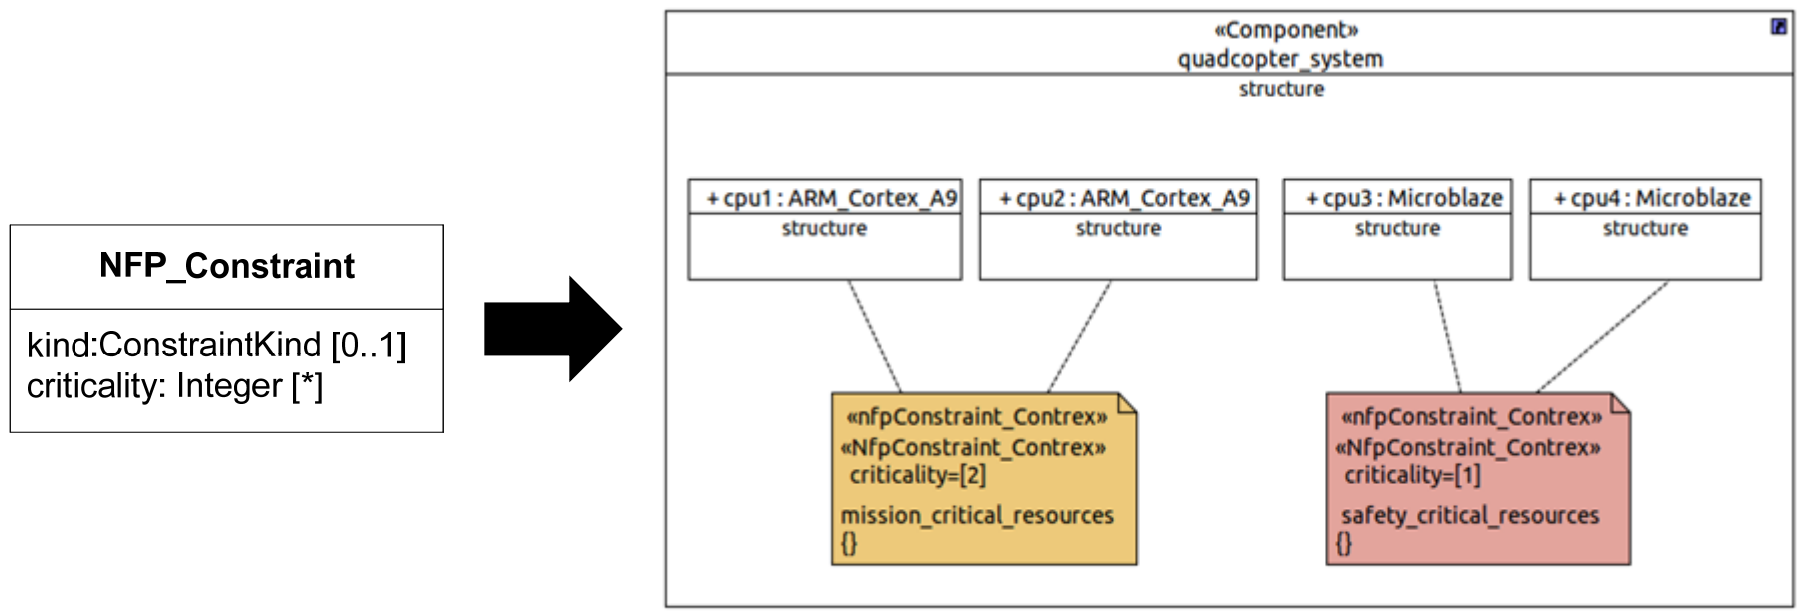 NFP_Constraint
kind:ConstraintKind [0..1]
criticality: Integer [*]
«Component»
quadcopter_system
structure
+ cpu1 : ARM_Cortex_A9
structure
+ cpu2 : ARM_Cortex_A9
structure
+ cpu3 : Microblaze
structure
+ cpu4 : Microblaze
structure
«nfpConstraint_Contrex»
«NfpConstraint_Contrex»
criticality=[2]
mission_critical_resources
{}
«nfpConstraint_Contrex»
«NfpConstraint_Contrex»
criticality=[1]
safety_critical_resources
{}